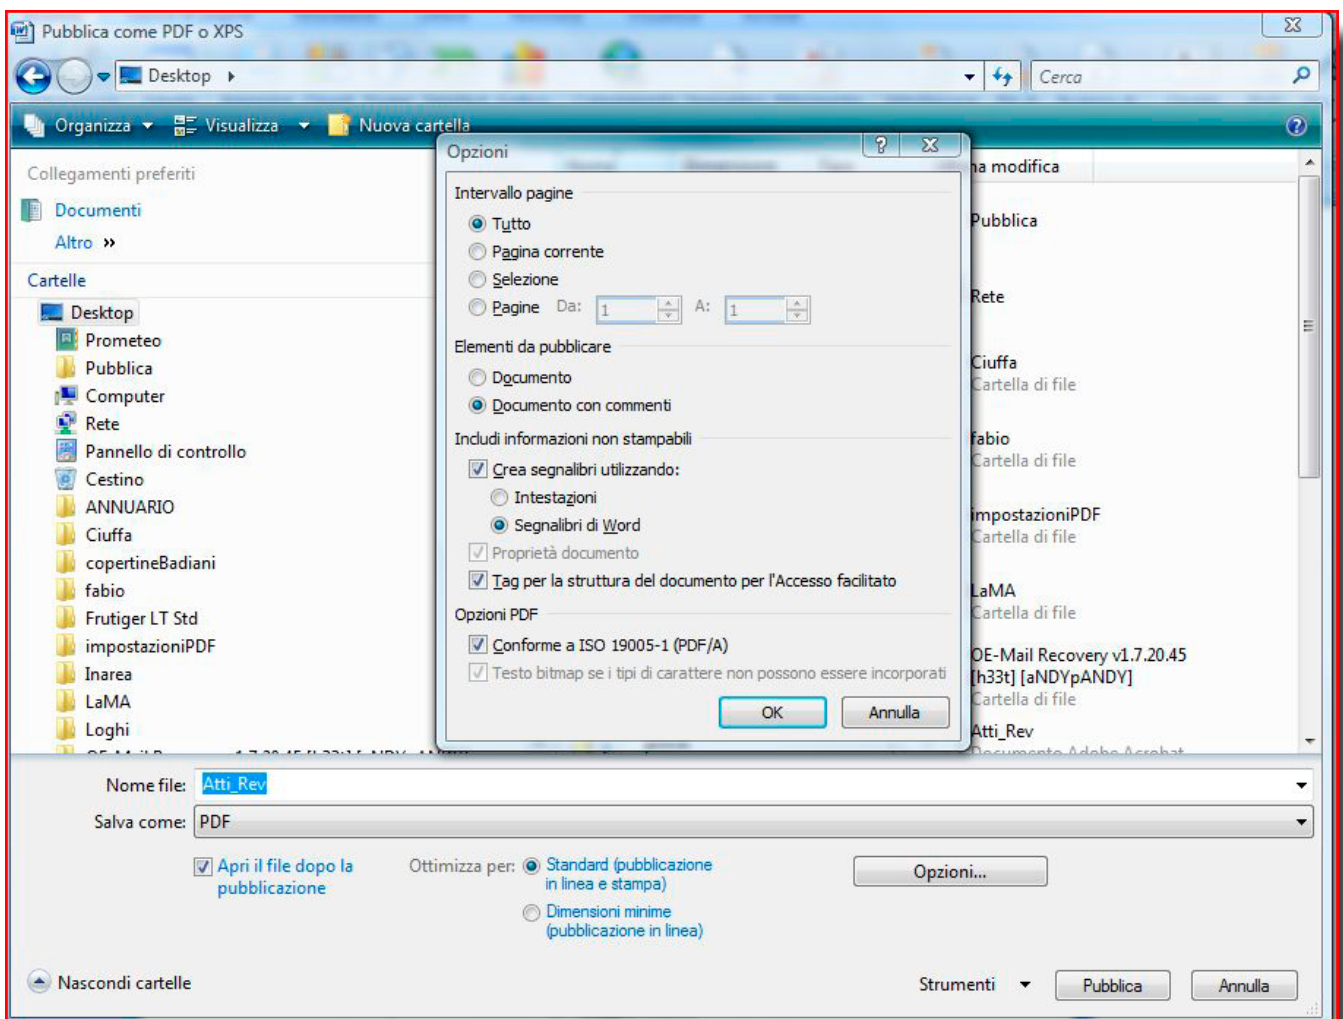 Pubblica come PDF o XPS
Desktop
Cerca
Organizza
Visualizza
Nuova cartella
Collegamenti preferiti
Documenti
Altro »
Cartelle
Desktop
Prometeo
Pubblica
Computer
Rete
Pannello di controllo
Cestino
ANNUARIO
Ciuffa
copertineBadiani
fabio
Frutiger LT Std
impostazioniPDF
Inarea
LaMA
Loghi
Opzioni
Intervallo pagine
Tutto
Pagina corrente
Selezione
Pagine Da: 1 A: 1
Elementi da pubblicare
Documento
Documento con commenti
Includi informazioni non stampabili
Crea segnalibri utilizzando:
Intestazioni
Segnalibri di Word
Proprietà documento
Tag per la struttura del documento per l'Accesso facilitato
Opzioni PDF
Conforme a ISO 19005-1 (PDF/A)
Testo bitmap se i tipi di carattere non possono essere incorporati
OK
Annulla
modifica
Pubblica
Rete
Ciuffa
Cartella di file
fabio
Cartella di file
impostazioniPDF
Cartella di file
LaMA
Cartella di file
OE-Mail Recovery v1.7.20.45
[h33t] [aNDYpANDY]
Cartella di file
Atti_Rev
Documento Adobe Acrobat
Nome file: Atti_Rev
Salva come: PDF
Apri il file dopo la
pubblicazione
Ottimizza per:
Standard (pubblicazione
in linea e stampa)
Dimensioni minime
(pubblicazione in linea)
Opzioni...
Nascondi cartelle
Strumenti
Pubblica
Annulla